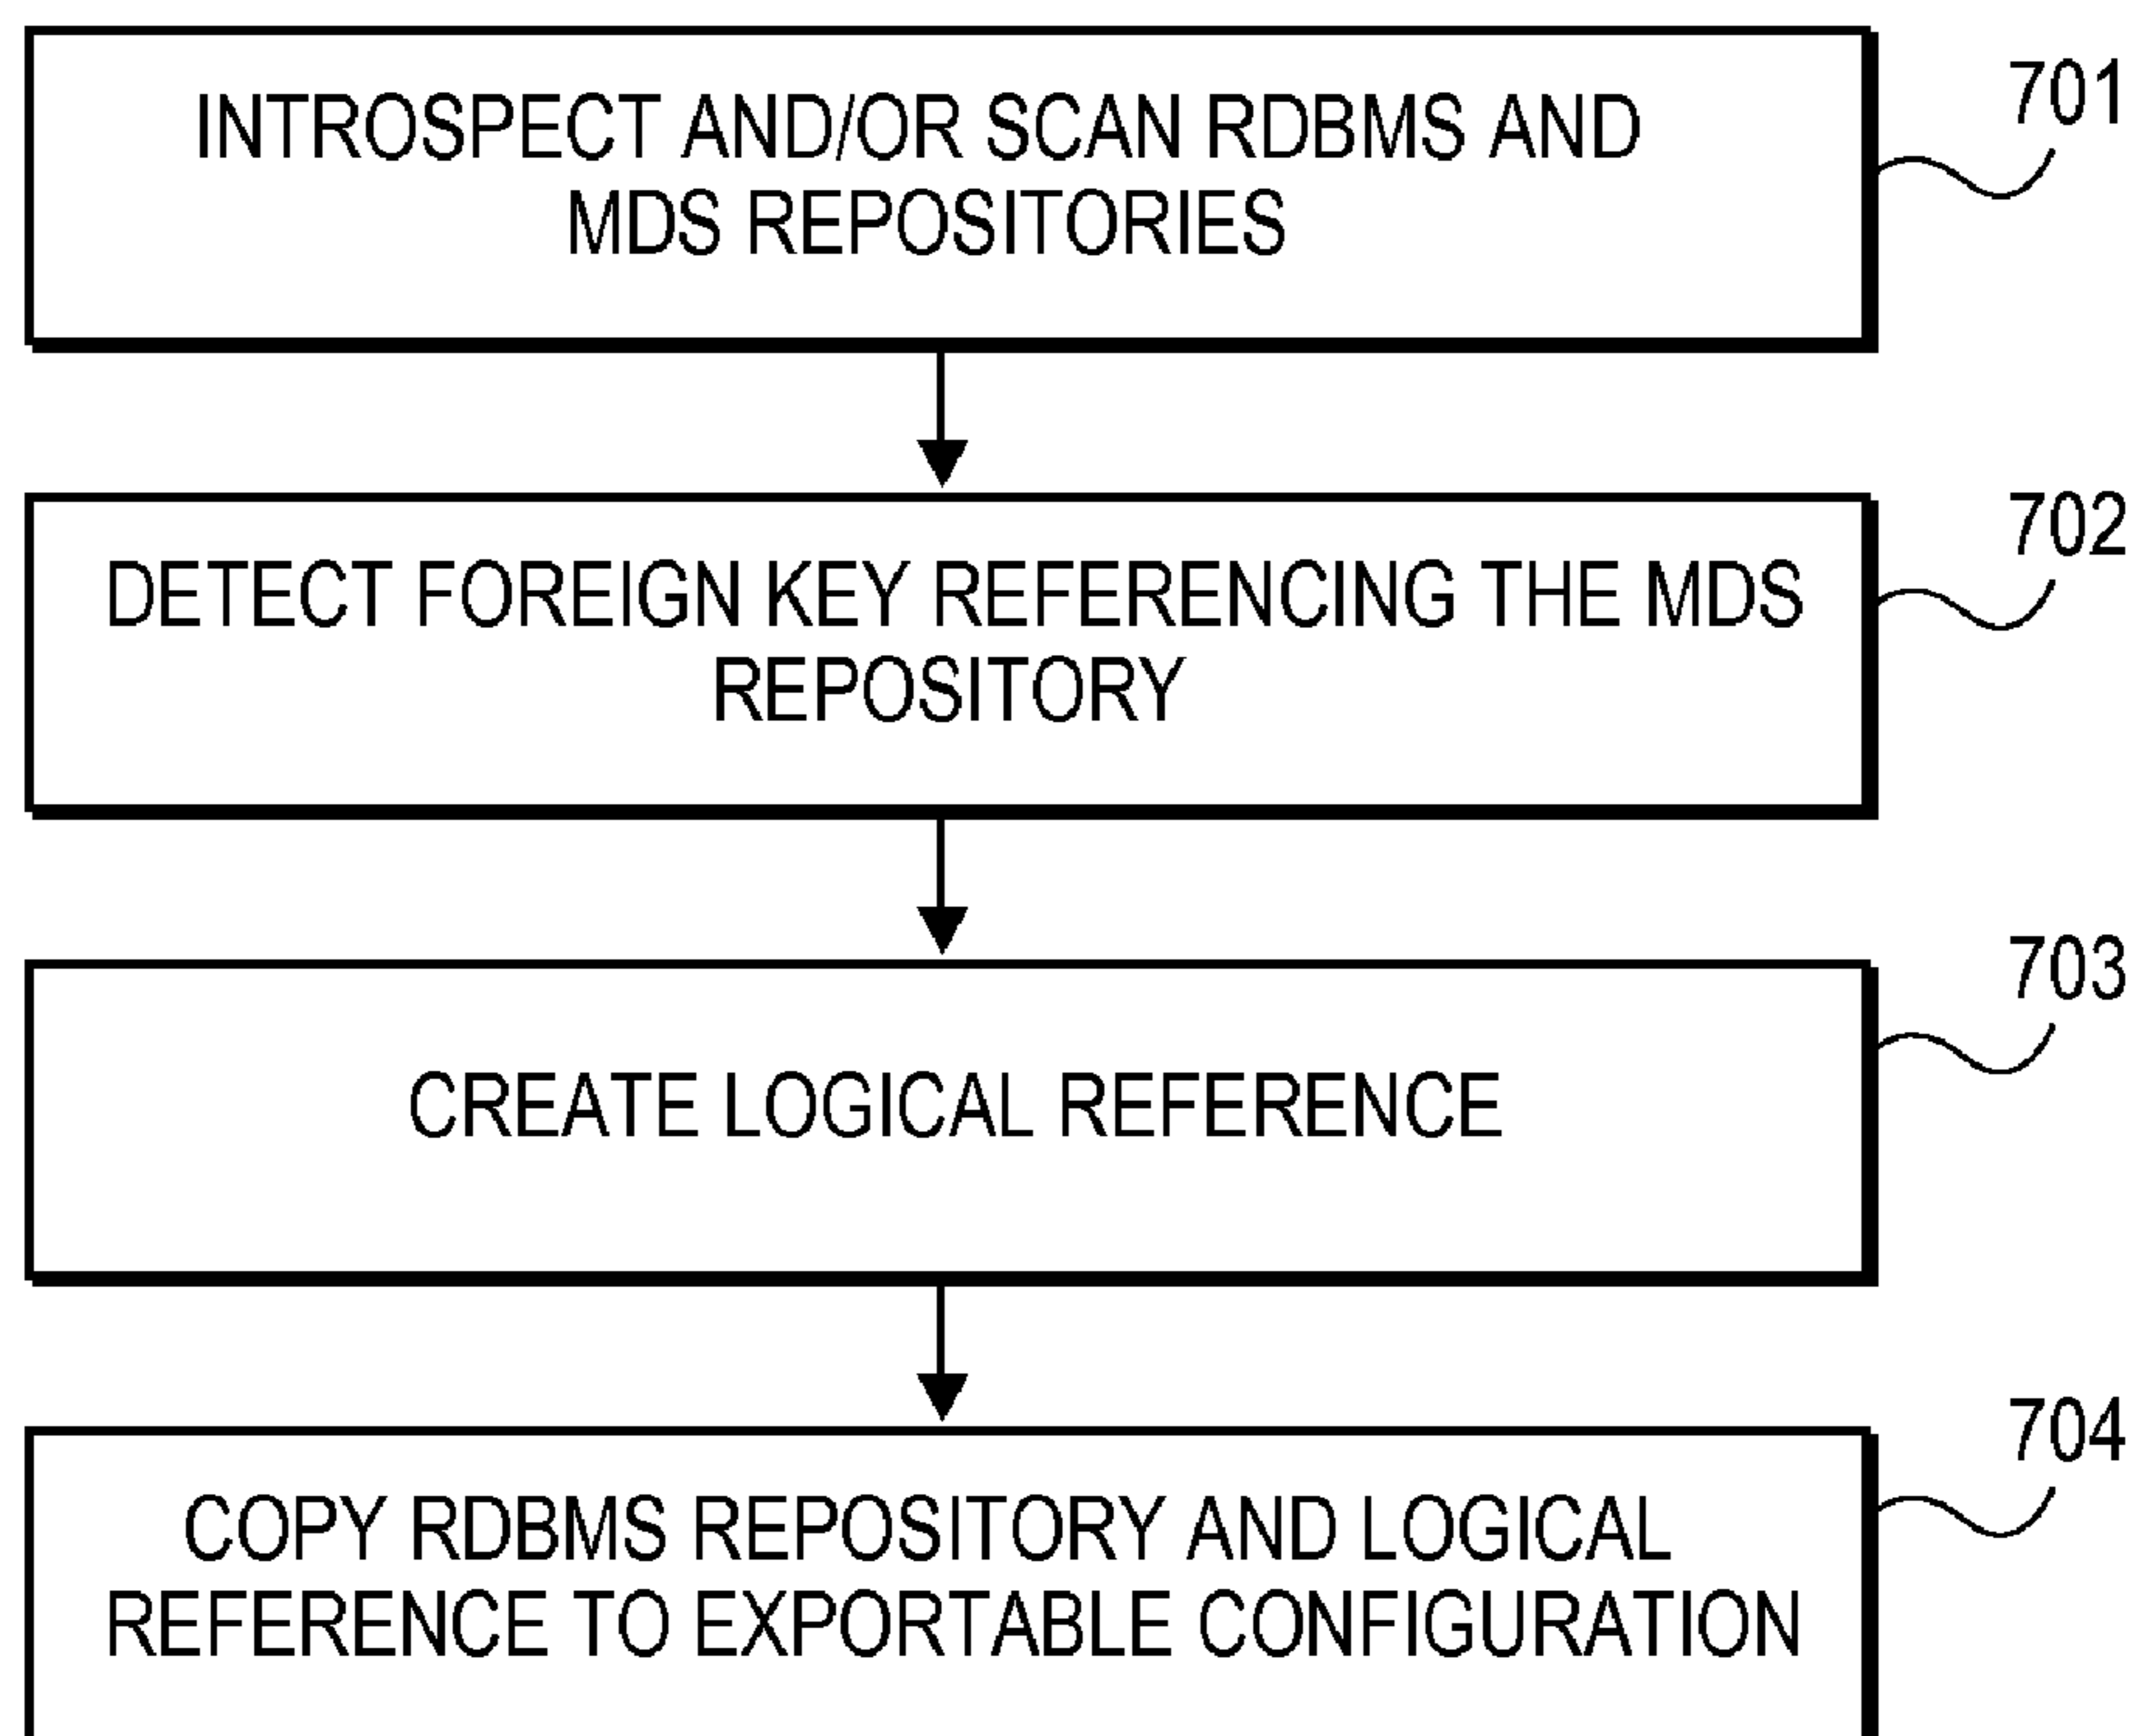 INTROSPECT AND/OR SCAN RDBMS AND
MDS REPOSITORIES
701
DETECT FOREIGN KEY REFERENCING THE MDS
REPOSITORY
702
CREATE LOGICAL REFERENCE
703
COPY RDBMS REPOSITORY AND LOGICAL
REFERENCE TO EXPORTABLE CONFIGURATION
704